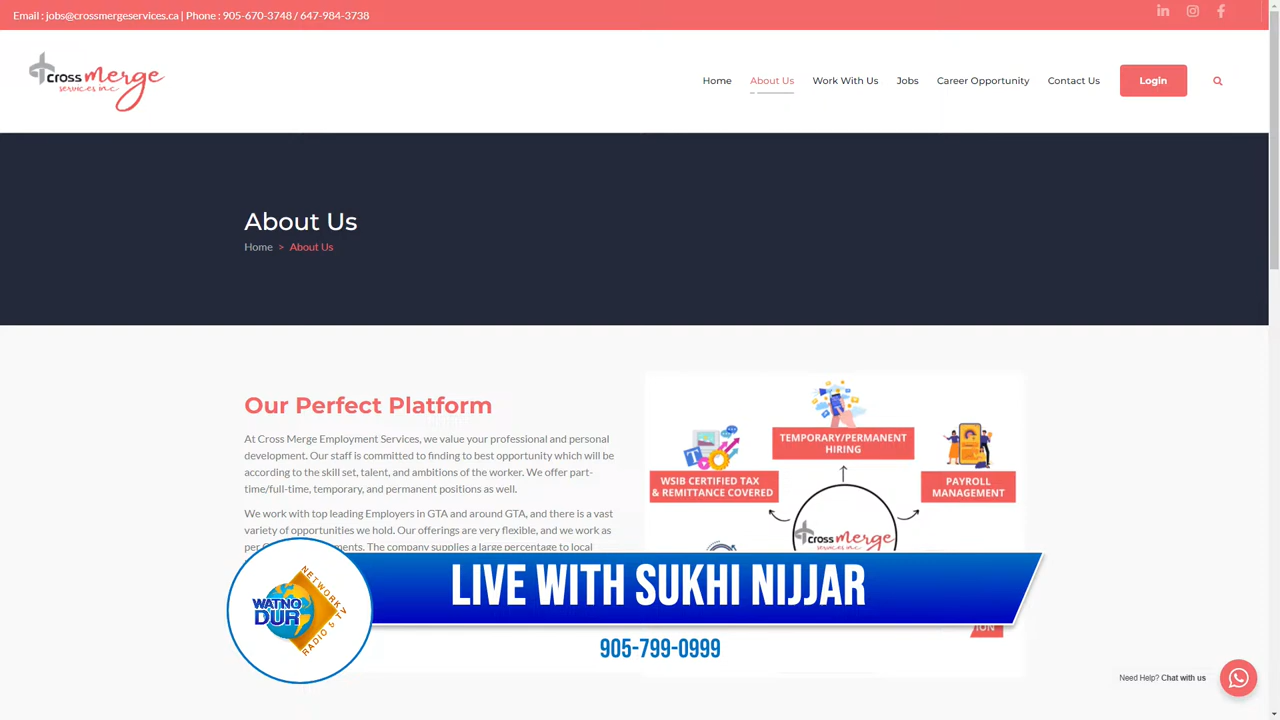 Email : jobs@crossmergeservices.ca | Phone : 905-670-3748 / 647-984-3738
cross merge
services inc
Home About Us Work With Us Jobs Career Opportunity Contact Us Login
About Us
Home > About Us
Our Perfect Platform
At Cross Merge Employment Services, we value your professional and personal
development. Our staff is committed to finding to best opportunity which will be
according to the skill set, talent, and ambitions of the worker. We offer part-
time/full-time, temporary, and permanent positions as well.
We work with top leading Employers in GTA and around GTA, and there is a vast
variety of opportunities we hold. Our offerings are very flexible, and we work as
per
The company supplies a large percentage to local
TEMPORARY/PERMANENT
HIRING
WSIB CERTIFIED TAX
& REMITTANCE COVERED
PAYROLL
MANAGEMENT
cross merge
services inc
LIVE WITH SUKHI NIJJAR
905-799-0999
WATNO
DUR
NETWORK
RADIO & TV
Need Help? Chat with us